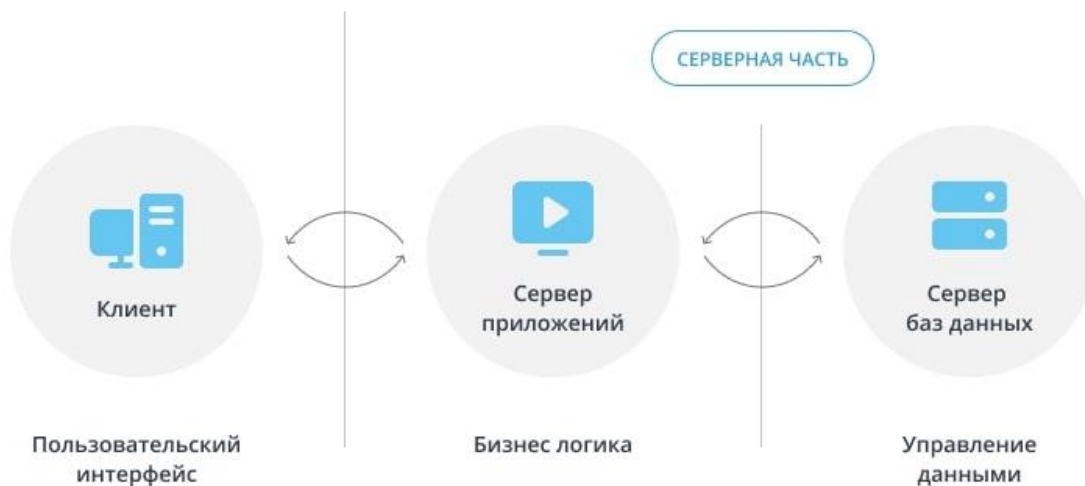 СЕРВЕРНАЯ ЧАСТЬ
Клиент
Сервер
приложений
Сервер
баз данных
Пользовательский
интерфейс
Бизнес логика
Управление
данными